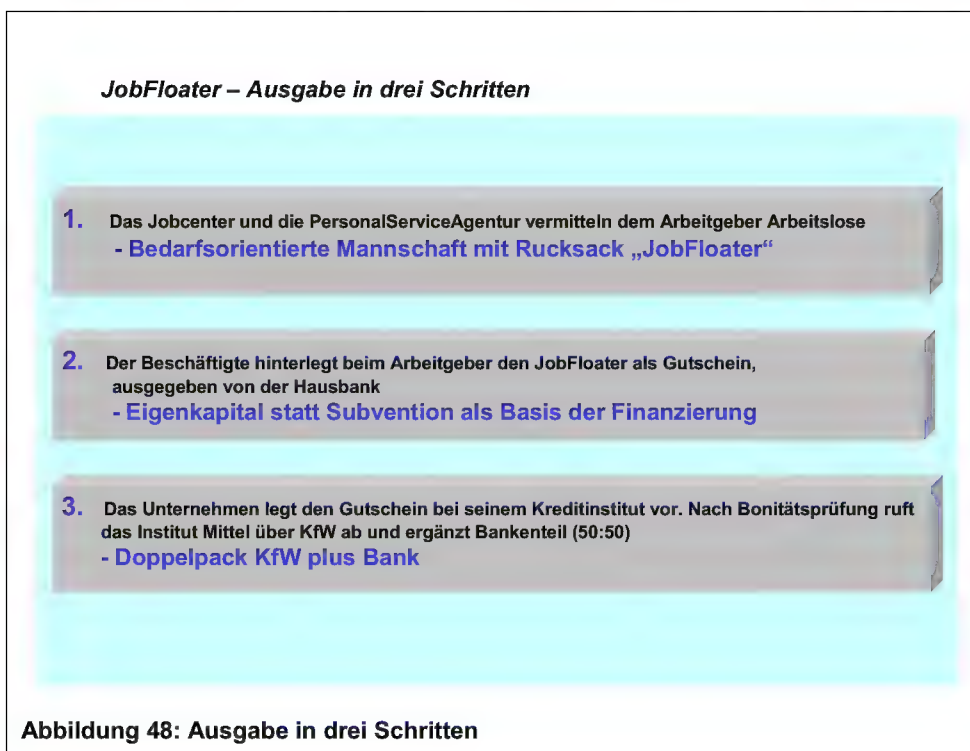 JobFloater – Ausgabe in drei Schritten
1. Das Jobcenter und die PersonalServiceAgentur vermitteln dem Arbeitgeber Arbeitslose
- Bedarfsorientierte Mannschaft mit Rucksack „JobFloater“
2. Der Beschäftigte hinterlegt beim Arbeitgeber den JobFloater als Gutschein,
ausgegeben von der Hausbank
- Eigenkapital statt Subvention als Basis der Finanzierung
3. Das Unternehmen legt den Gutschein bei seinem Kreditinstitut vor. Nach Bonitätsprüfung ruft
das Institut Mittel über KfW ab und ergänzt Bankenteil (50:50)
- Doppelpack KfW plus Bank
Abbildung 48: Ausgabe in drei Schritten